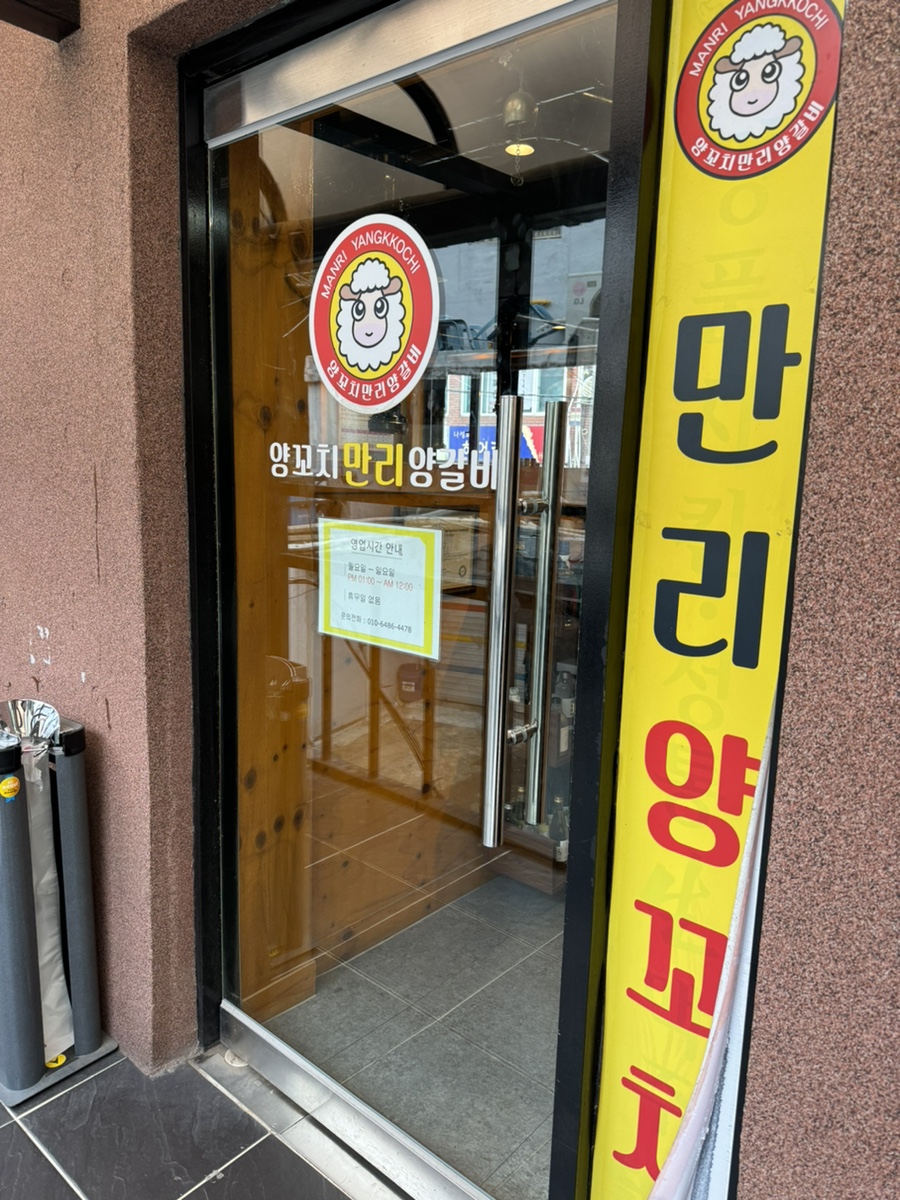 MANRI YANGKKOCHI
양꼬치만리양갈비
양꼬치만리양갈비
영업시간 안내
월요일 ~ 일요일
PM 01:00 ~ AM 12:00
휴무일 없음
문의전화 : 010-6486-4478
MANRI YANGKKOCHI
양꼬치만리양갈비
만리양꼬치
LG